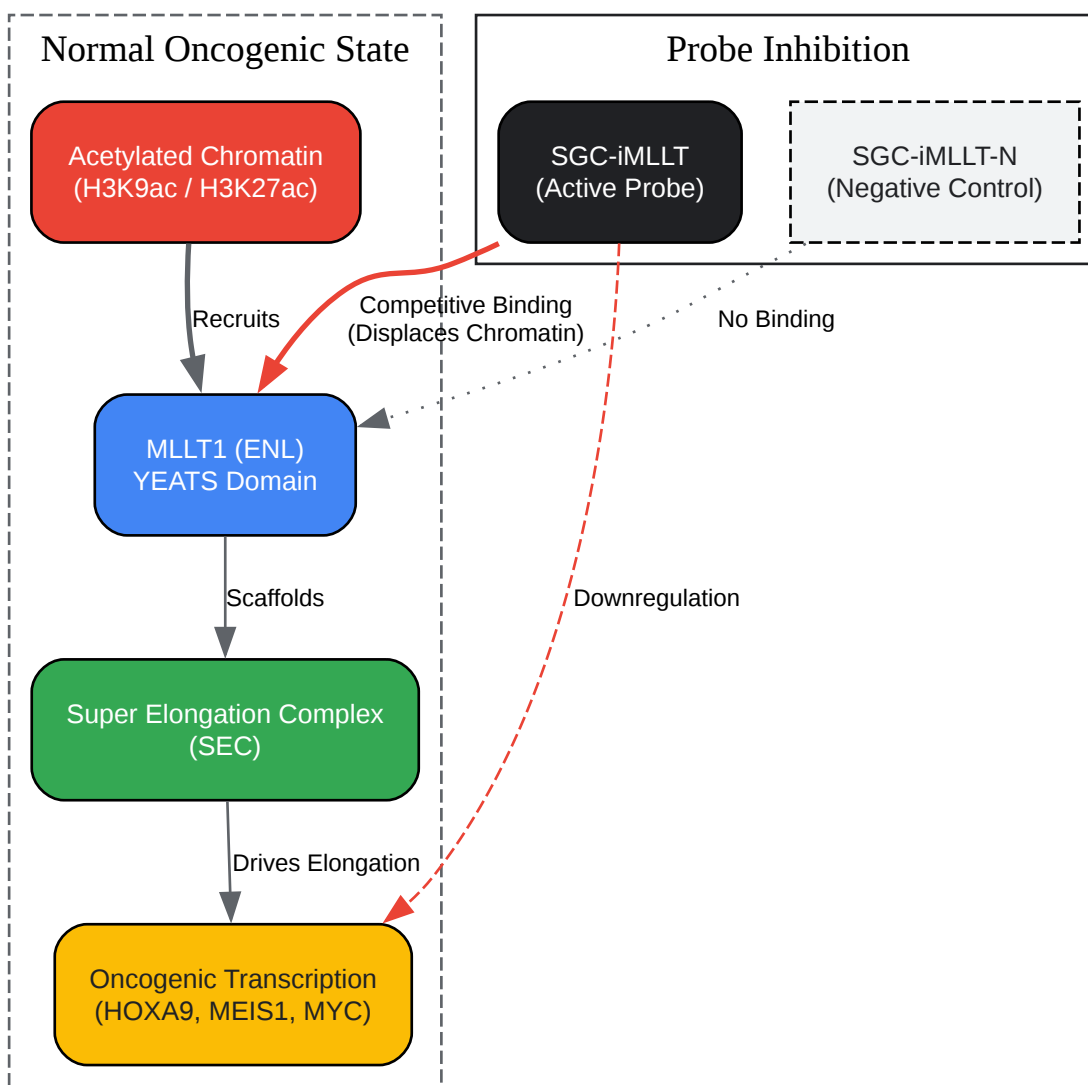 Normal Oncogenic State
Probe Inhibition
Acetylated Chromatin
(H3K9ac / H3K27ac)
SGC-iMLLT
(Active Probe)
SGC-iMLLT-N
(Negative Control)
Recruits
Competitive Binding
(Displaces Chromatin)
No Binding
MLLT1 (ENL)
YEATS Domain
Scaffolds
Downregulation
Super Elongation Complex
(SEC)
Drives Elongation
Oncogenic Transcription
(HOXA9, MEIS1, MYC)